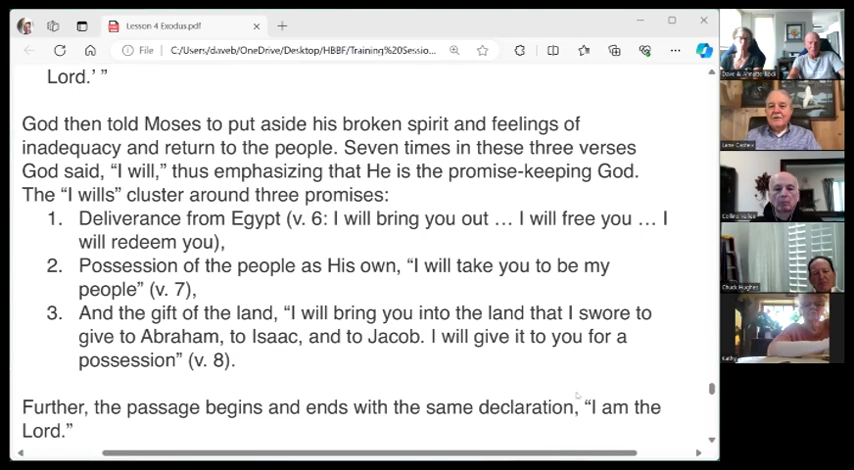 Lesson 4 Exodus.pdf
File
C:/Users/daveb/OneDrive/Desktop/HBBF/Training%20Sessio...
Lord.’ ”
God then told Moses to put aside his broken spirit and feelings of
inadequacy and return to the people. Seven times in these three verses
God said, “I will,” thus emphasizing that He is the promise-keeping God.
The “I wills” cluster around three promises:
1. Deliverance from Egypt (v. 6: I will bring you out … I will free you … I
will redeem you),
2. Possession of the people as His own, “I will take you to be my
people” (v. 7),
3. And the gift of the land, “I will bring you into the land that I swore to
give to Abraham, to Isaac, and to Jacob. I will give it to you for a
possession” (v. 8).
Further, the passage begins and ends with the same declaration, “I am the
Lord.”
Dave &
Chuck Hughes
Kathy